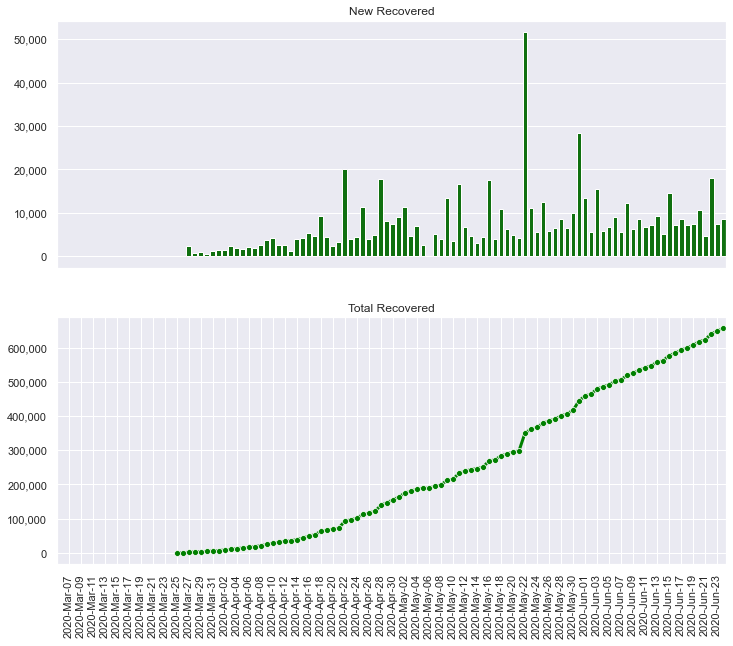 New Recovered
50,000
40,000
30,000
20,000
10,000
0
Total Recovered
600,000
500,000
400,000
300,000
200,000
100,000
0
2020-Mar-07
2020-Mar-09
2020-Mar-11
2020-Mar-13
2020-Mar-15
2020-Mar-17
2020-Mar-19
2020-Mar-21
2020-Mar-23
2020-Mar-25
2020-Mar-27
2020-Mar-29
2020-Mar-31
2020-Apr-02
2020-Apr-04
2020-Apr-06
2020-Apr-08
2020-Apr-10
2020-Apr-12
2020-Apr-14
2020-Apr-16
2020-Apr-18
2020-Apr-20
2020-Apr-22
2020-Apr-24
2020-Apr-26
2020-Apr-28
2020-Apr-30
2020-May-02
2020-May-04
2020-May-06
2020-May-08
2020-May-10
2020-May-12
2020-May-14
2020-May-16
2020-May-18
2020-May-20
2020-May-22
2020-May-24
2020-May-26
2020-May-28
2020-May-30
2020-Jun-01
2020-Jun-03
2020-Jun-05
2020-Jun-07
2020-Jun-09
2020-Jun-11
2020-Jun-13
2020-Jun-15
2020-Jun-17
2020-Jun-19
2020-Jun-21
2020-Jun-23